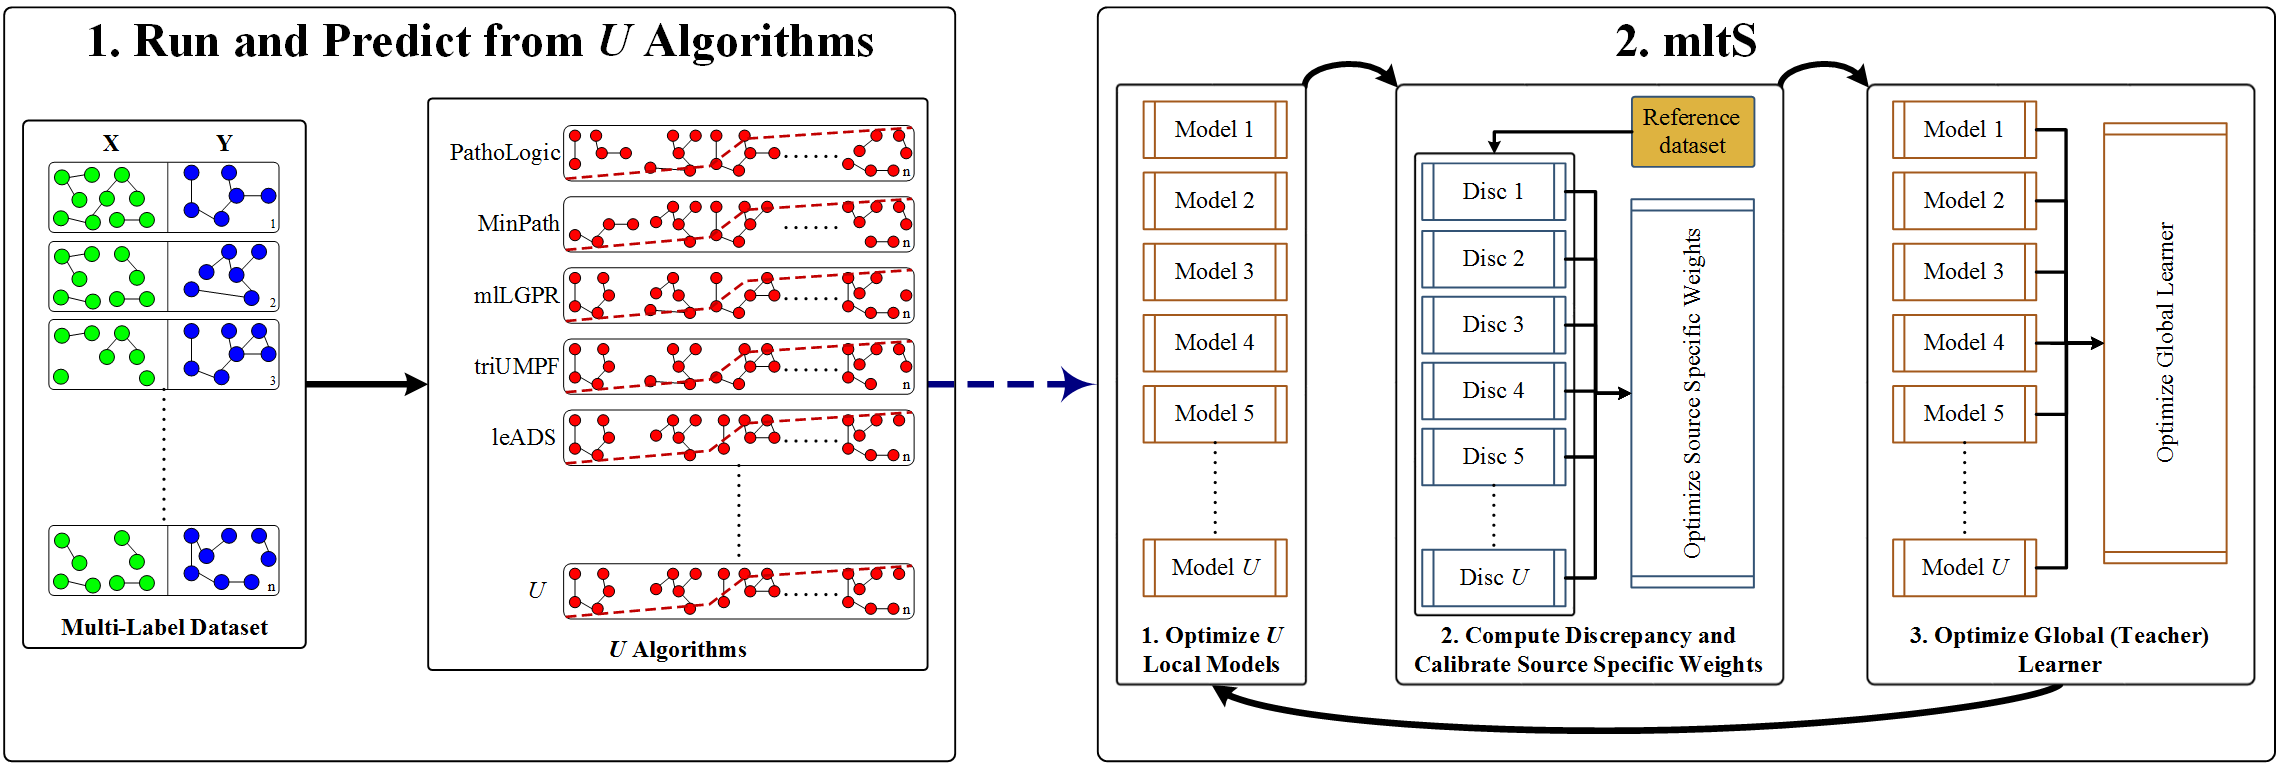 1. Run and Predict from U Algorithms
X Y
1
2
3
n
Multi-Label Dataset
PathoLogic
n
MinPath
n
mlLGPR
n
triUMPF
n
leADS
n
U
n
U Algorithms
2. mltS
Model 1
Model 2
Model 3
Model 4
Model 5
Model U
1. Optimize U
Local Models
Reference
dataset
Disc 1
Disc 2
Disc 3
Disc 4
Disc 5
Disc U
Optimize Source Specific Weights
2. Compute Discrepancy and
Calibrate Source Specific Weights
Model 1
Model 2
Model 3
Model 4
Model 5
Model U
Optimize Global Learner
3. Optimize Global (Teacher)
Learner